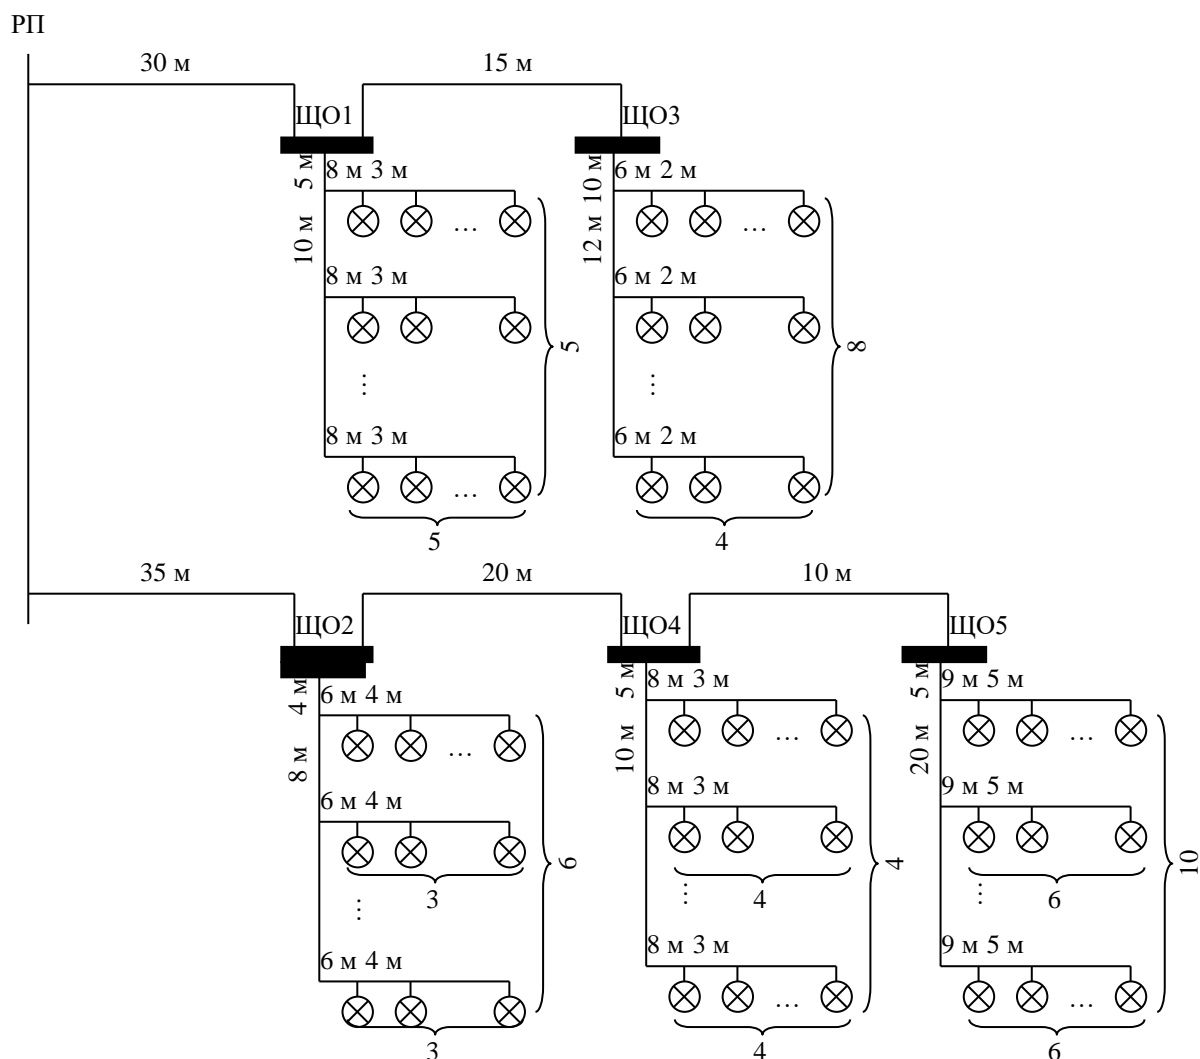 РП
30 м 15 м
ЩО1 ЩО3
5 м 8 м 3 м 10 м 6 м 2 м
10 м … 12 м …
8 м 3 м 6 м 2 м
5 8
⋮ ⋮
8 м 3 м 6 м 2 м
…
5 4
35 м 20 м 10 м
ЩО2 ЩО4 ЩО5
4 м 6 м 4 м 5 м 8 м 3 м 5 м 9 м 5 м
8 м … 10 м … 20 м …
6 м 4 м 8 м 3 м 9 м 5 м
6 4 10
3 4 6
⋮ ⋮ ⋮
6 м 4 м 8 м 3 м 9 м 5 м
… …
3 4 6